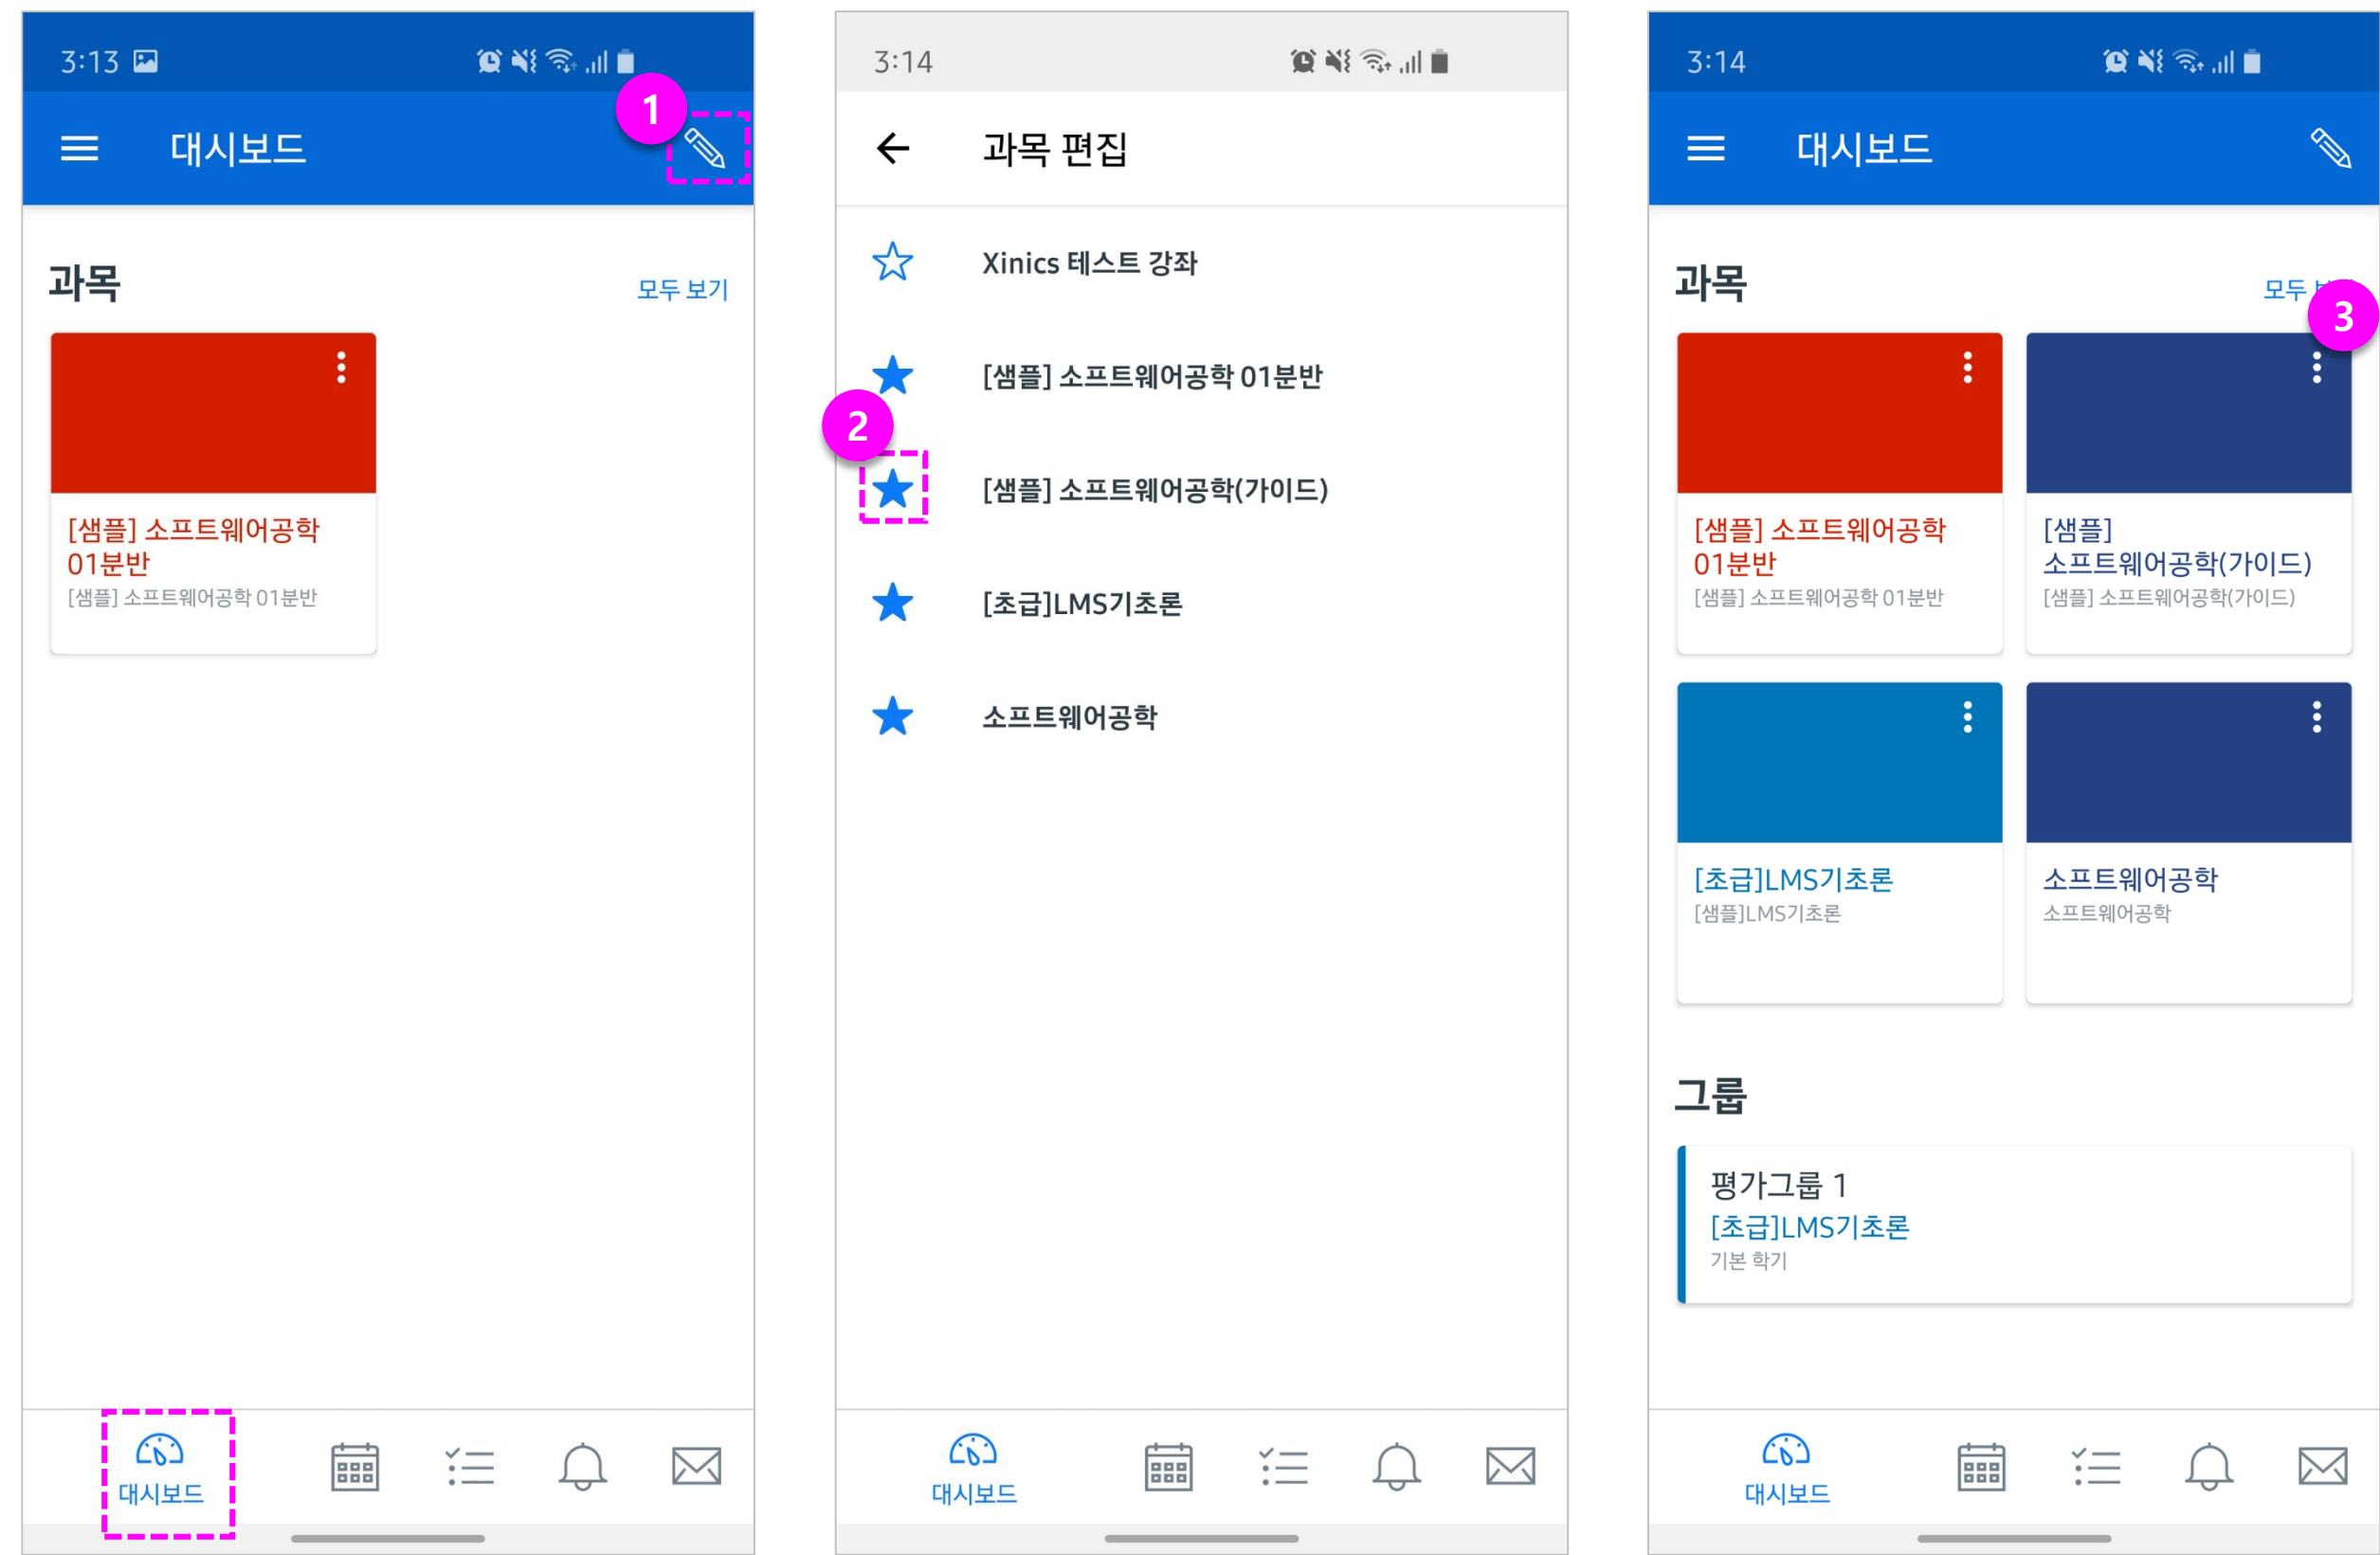 3:13
1
대시보드
과목
모두 보기
[샘플] 소프트웨어공학
01분반
[샘플] 소프트웨어공학 01분반
대시보드
3:14
과목 편집
Xinics 테스트 강좌
[샘플] 소프트웨어공학 01분반
2
[샘플] 소프트웨어공학(가이드)
[초급]LMS기초론
소프트웨어공학
대시보드
3:14
대시보드
과목
모두
3
[샘플] 소프트웨어공학
01분반
[샘플] 소프트웨어공학 01분반
[샘플]
소프트웨어공학(가이드)
[샘플] 소프트웨어공학(가이드)
[초급]LMS기초론
[샘플]LMS기초론
소프트웨어공학
소프트웨어공학
그룹
평가그룹 1
[초급]LMS기초론
기본 학기
대시보드